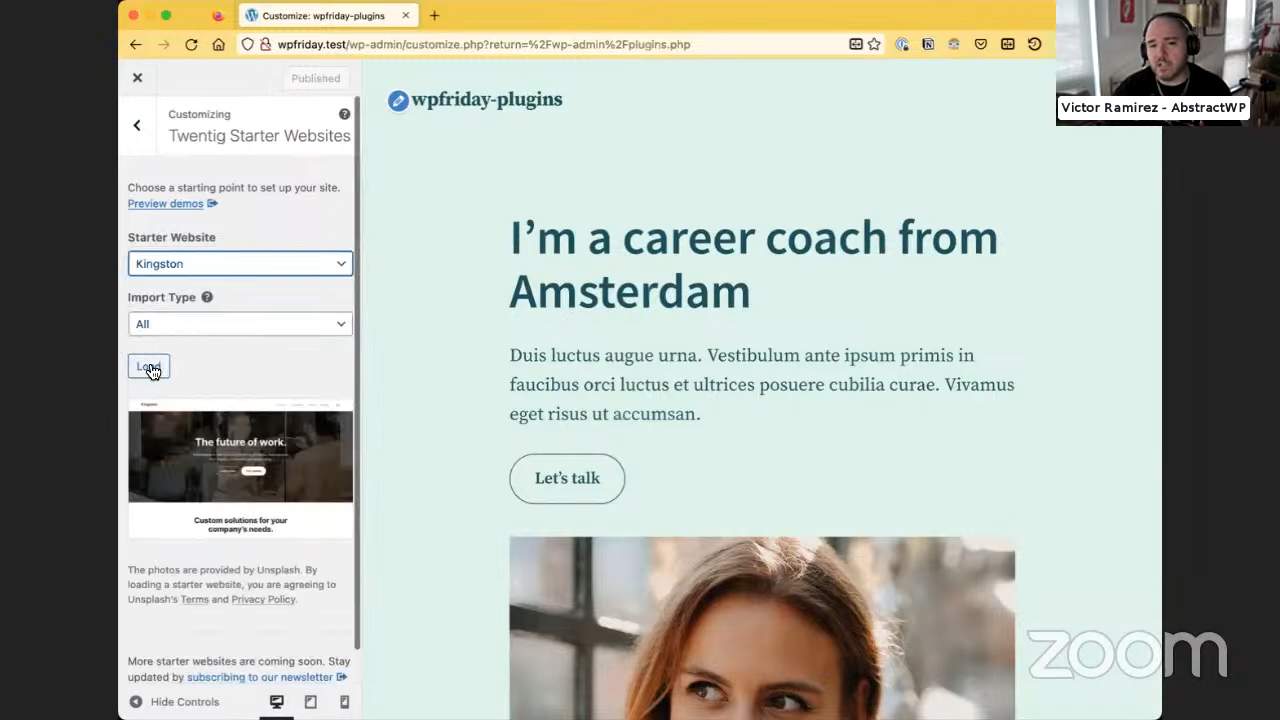 Customize: wpfriday-plugins
wpfriday.test/wp-admin/customize.php?return=%2Fwp-admin%2Fplugins.php
Victor Ramirez - AbstractWP
Published
Customizing
Twentig Starter Websites
Choose a starting point to set up your site.
Preview demos
Starter Website
Kingston
Import Type
All
Load
Kingston
The future of work.
Custom solutions for your
company's needs.
The photos are provided by Unsplash. By
loading a starter website, you are agreeing to
Unsplash's Terms and Privacy Policy.
More starter websites are coming soon. Stay
updated by subscribing to our newsletter
Hide Controls
wpfriday-plugins
I'm a career coach from
Amsterdam
Duis luctus augue urna. Vestibulum ante ipsum primis in
faucibus orci luctus et ultrices posuere cubilia curae. Vivamus
eget risus ut accumsan.
Let's talk
zoom